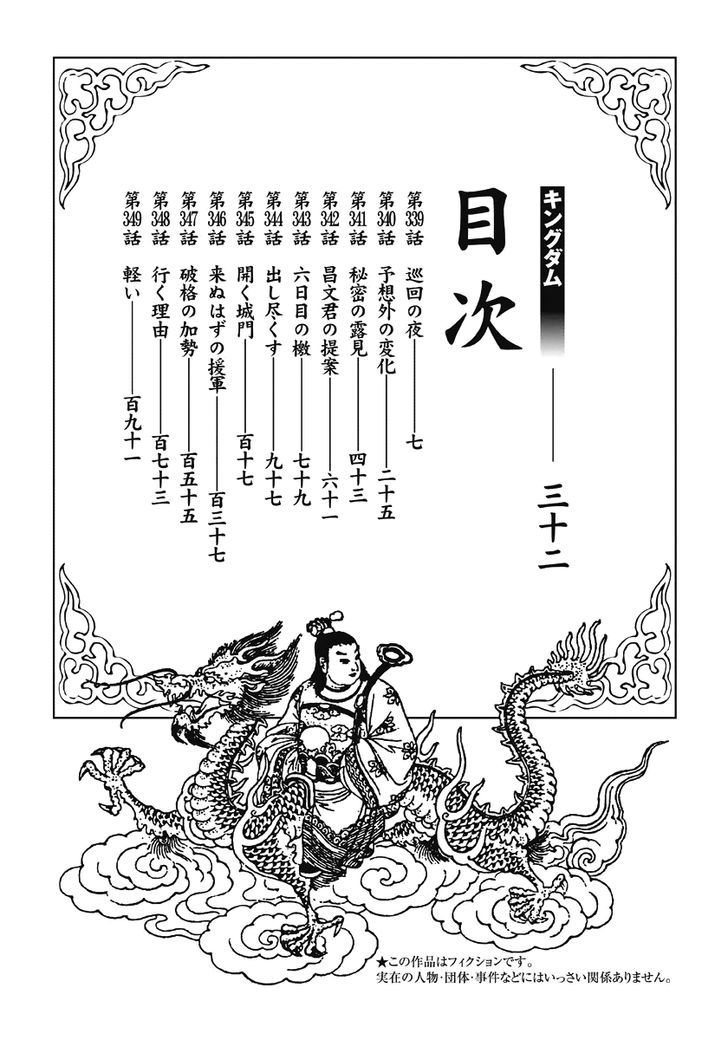 キングダム 三十二
目次
第339話 巡回の夜 七
第340話 予想外の変化 二十五
第341話 秘密の露見 四十三
第342話 昌文君の提案 六十一
第343話 六日目の檄 七十九
第344話 出し尽くす 九十七
第345話 開く城門 百十七
第346話 来ぬはずの援軍 百三十七
第347話 破格の加勢 百五十五
第348話 行く理由 百七十三
第349話 軽い 百九十一
★この作品はフィクションです。
実在の人物・団体・事件などにはいっさい関係ありません。